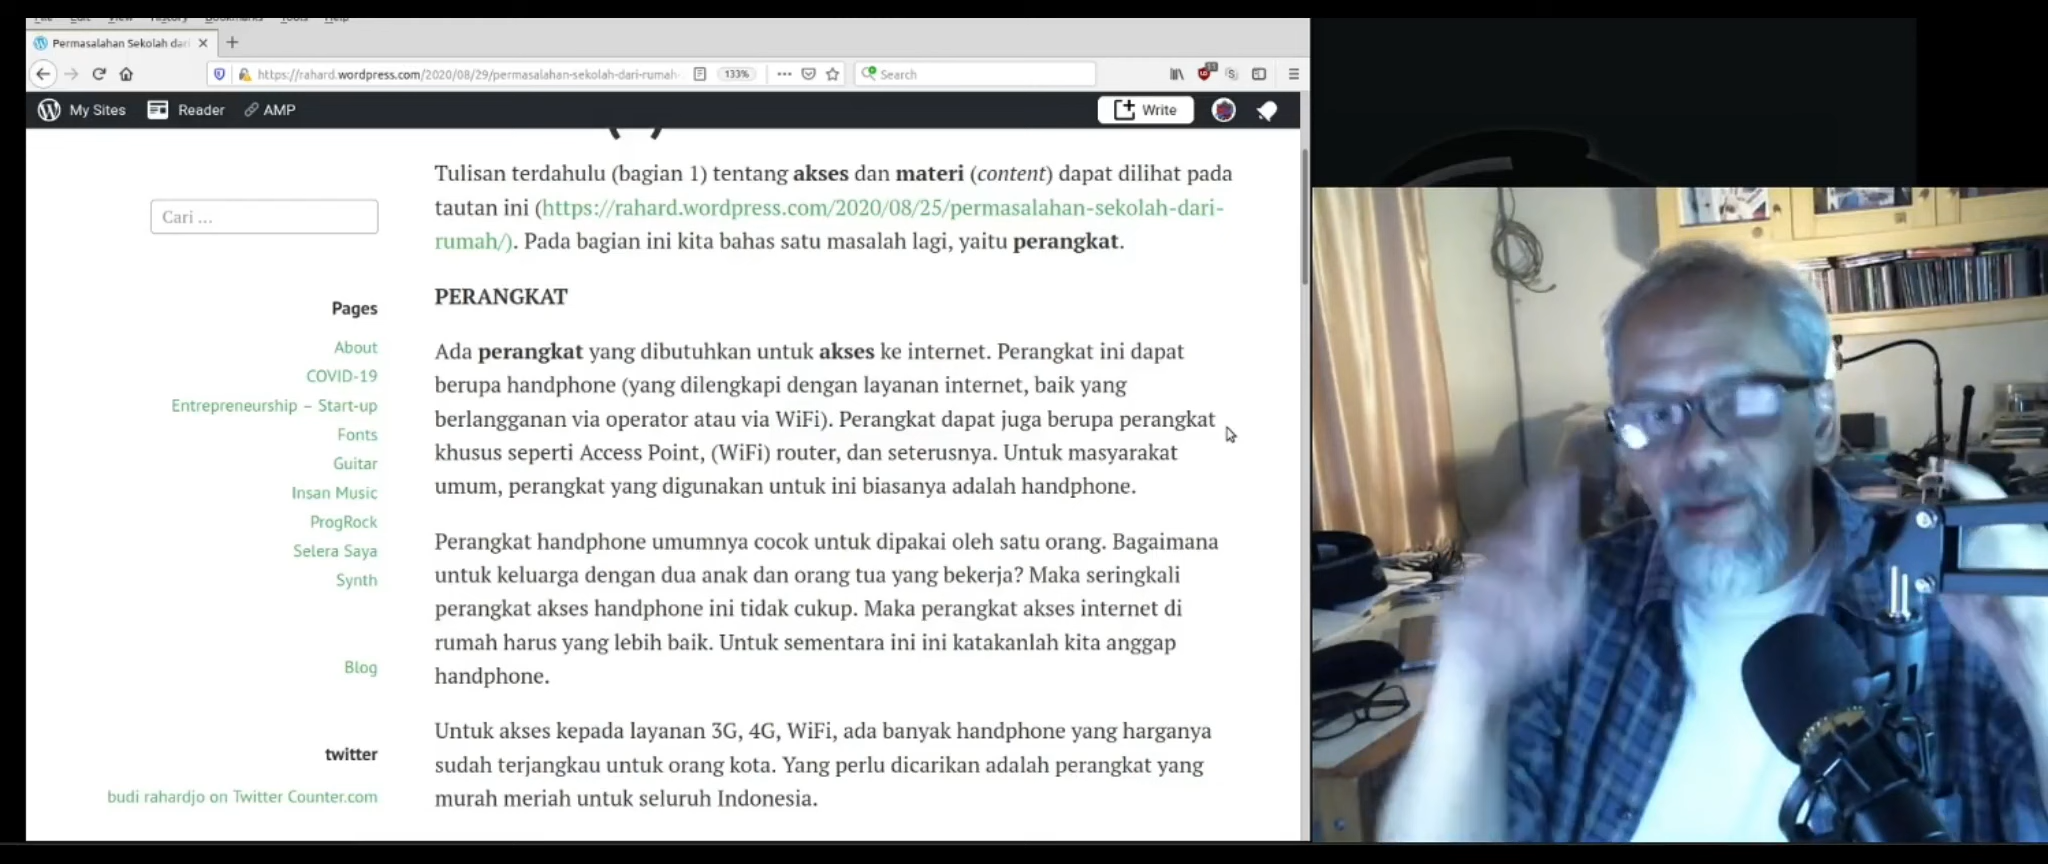 File Edit View History Bookmarks Tools Help
Permasalahan Sekolah dari
https://rahard.wordpress.com/2020/08/29/permasalahan-sekolah-dari-rumah-
133%
Search
My Sites
Reader
AMP
Write
Cari ...
Pages
About
COVID-19
Entrepreneurship – Start-up
Fonts
Guitar
Insan Music
ProgRock
Selera Saya
Synth
Blog
twitter
budi rahardjo on Twitter Counter.com
Tulisan terdahulu (bagian 1) tentang akses dan materi (content) dapat dilihat pada
tautan ini (https://rahard.wordpress.com/2020/08/25/permasalahan-sekolah-dari-
rumah/). Pada bagian ini kita bahas satu masalah lagi, yaitu perangkat.
PERANGKAT
Ada perangkat yang dibutuhkan untuk akses ke internet. Perangkat ini dapat
berupa handphone (yang dilengkapi dengan layanan internet, baik yang
berlangganan via operator atau via WiFi). Perangkat dapat juga berupa perangkat
khusus seperti Access Point, (WiFi) router, dan seterusnya. Untuk masyarakat
umum, perangkat yang digunakan untuk ini biasanya adalah handphone.
Perangkat handphone umumnya cocok untuk dipakai oleh satu orang. Bagaimana
untuk keluarga dengan dua anak dan orang tua yang bekerja? Maka seringkali
perangkat akses handphone ini tidak cukup. Maka perangkat akses internet di
rumah harus yang lebih baik. Untuk sementara ini ini katakanlah kita anggap
handphone.
Untuk akses kepada layanan 3G, 4G, WiFi, ada banyak handphone yang harganya
sudah terjangkau untuk orang kota. Yang perlu dicarikan adalah perangkat yang
murah meriah untuk seluruh Indonesia.